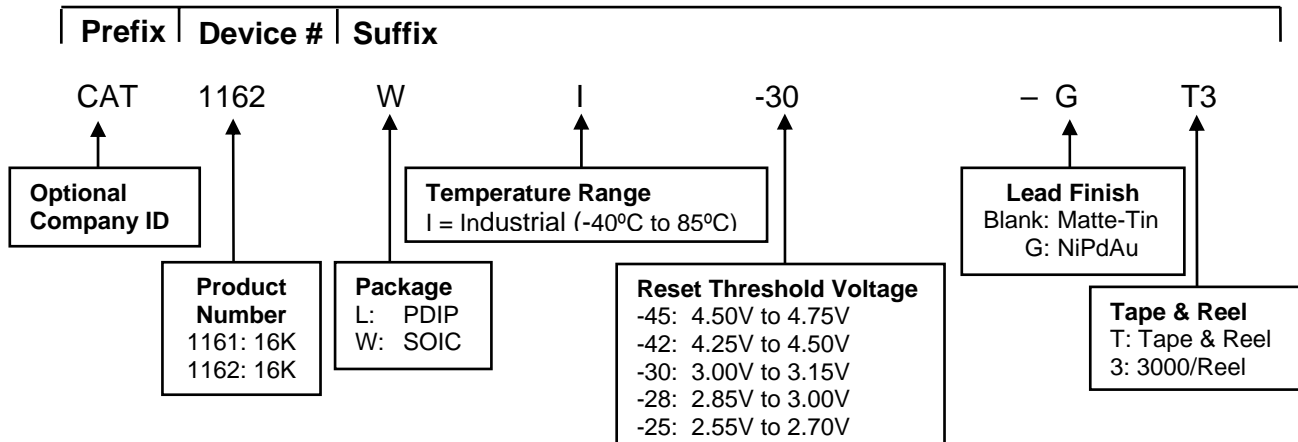 Prefix Device # Suffix
CAT 1162 W I -30 – G T3
Optional
Company ID
Temperature Range
I = Industrial (-40ºC to 85ºC)
Lead Finish
Blank: Matte-Tin
G: NiPdAu
Product
Number
1161: 16K
1162: 16K
Package
L: PDIP
W: SOIC
Reset Threshold Voltage
-45: 4.50V to 4.75V
-42: 4.25V to 4.50V
-30: 3.00V to 3.15V
-28: 2.85V to 3.00V
-25: 2.55V to 2.70V
Tape & Reel
T: Tape & Reel
3: 3000/Reel